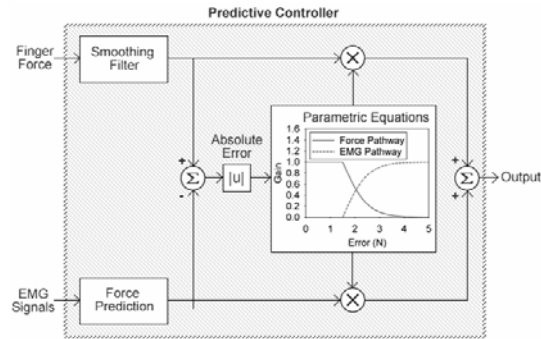 Predictive Controller
Finger
Force
Smoothing
Filter
×
Parametric Equations
Force Pathway
EMG Pathway
Gain
1.6
1.4
1.2
1.0
0.8
0.6
0.4
0.2
0.0
0 1 2 3 4 5
Error (N)
Absolute
Error
+
Σ
-
|u|
+
Σ
+
Output
EMG
Signals
Force
Prediction
×